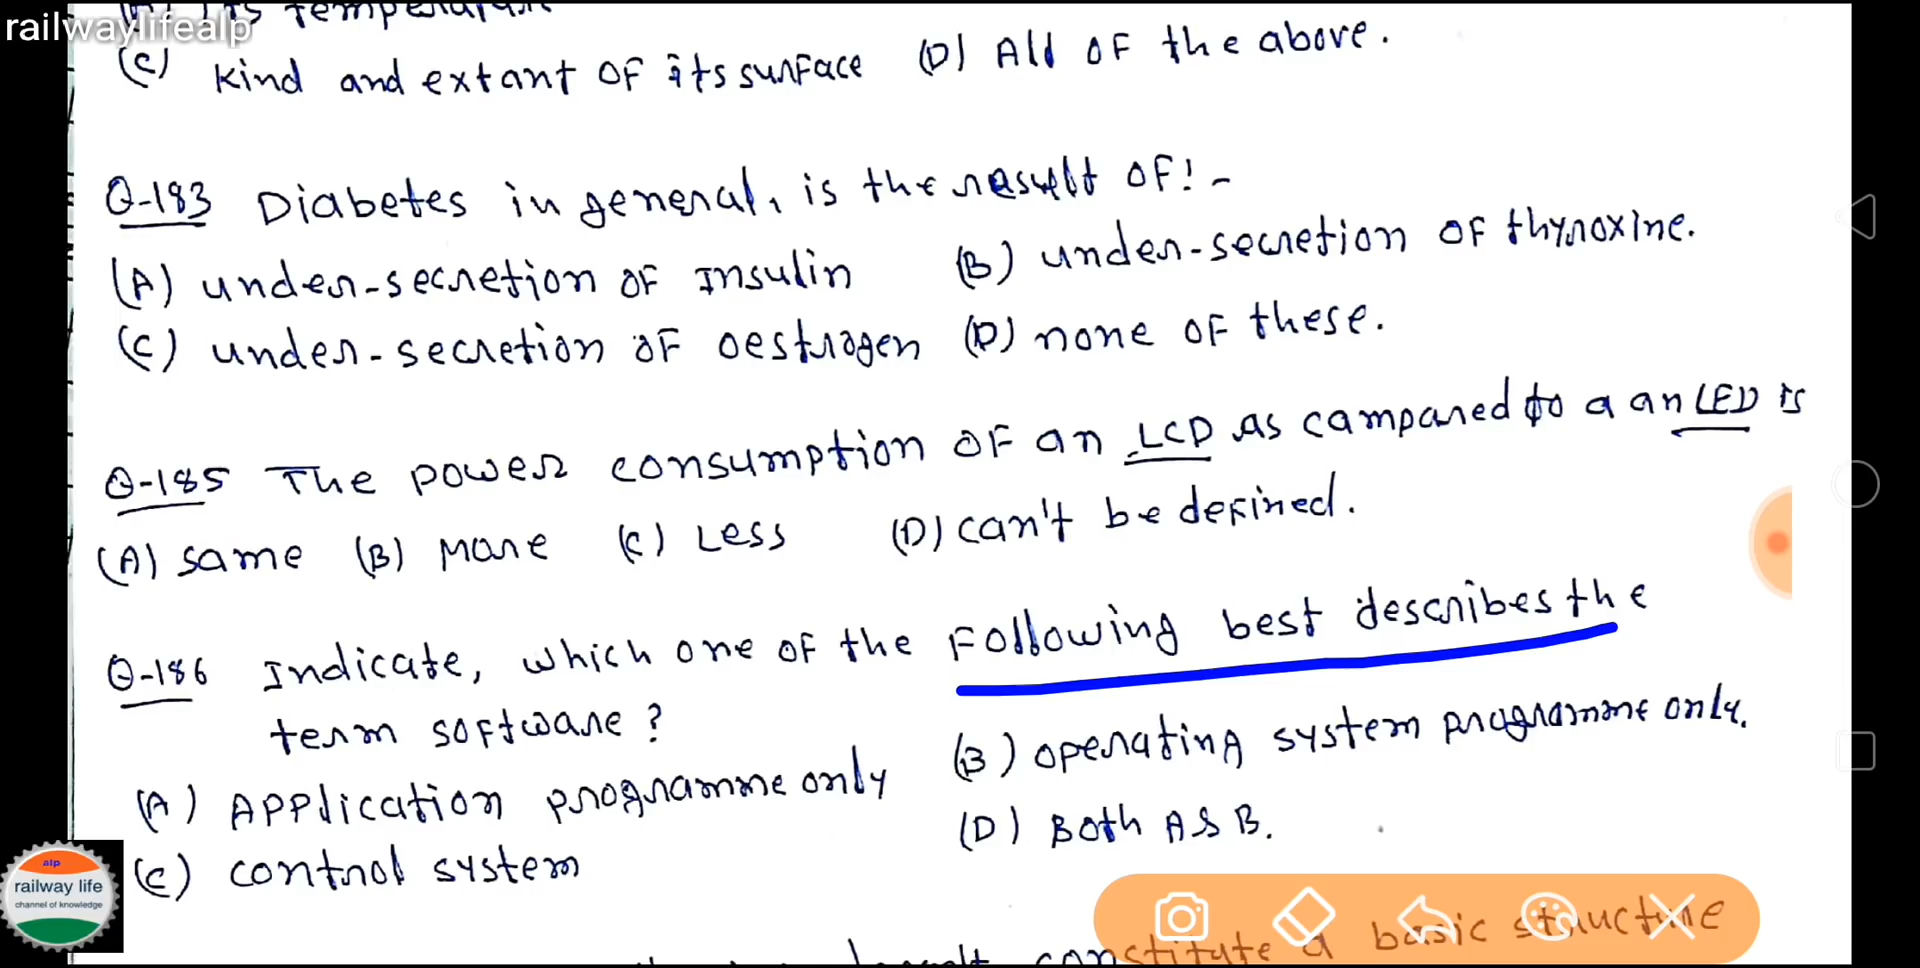 railwaylifealp
(C) Kind and extant of its surface (D) All of the above.
Q-183 Diabetes in general, is the result of! -
(A) under-secretion of Insulin (B) under-secretion of thyroxine.
(C) under-secretion of oestrogen (D) none of these.
Q-185 The power consumption of an LCD as compared to a an LED is
(A) same (B) More (C) Less (D) can't be defined.
Q-186 Indicate, which one of the Following best describes the
term software?
(A) Application programme only (B) operating system programme only.
(C) control system (D) Both A & B.
alp
railway life
channel of knowledge
constitute a basic structure